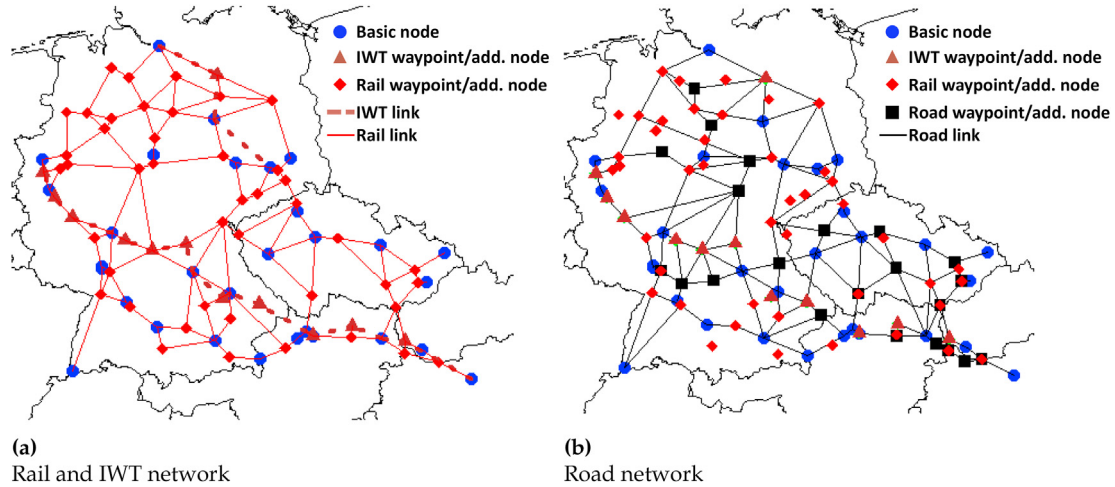 Basic node
IWT waypoint/add. node
Rail waypoint/add. node
IWT link
Rail link
Basic node
IWT waypoint/add. node
Rail waypoint/add. node
Road waypoint/add. node
Road link
(a)
Rail and IWT network
(b)
Road network